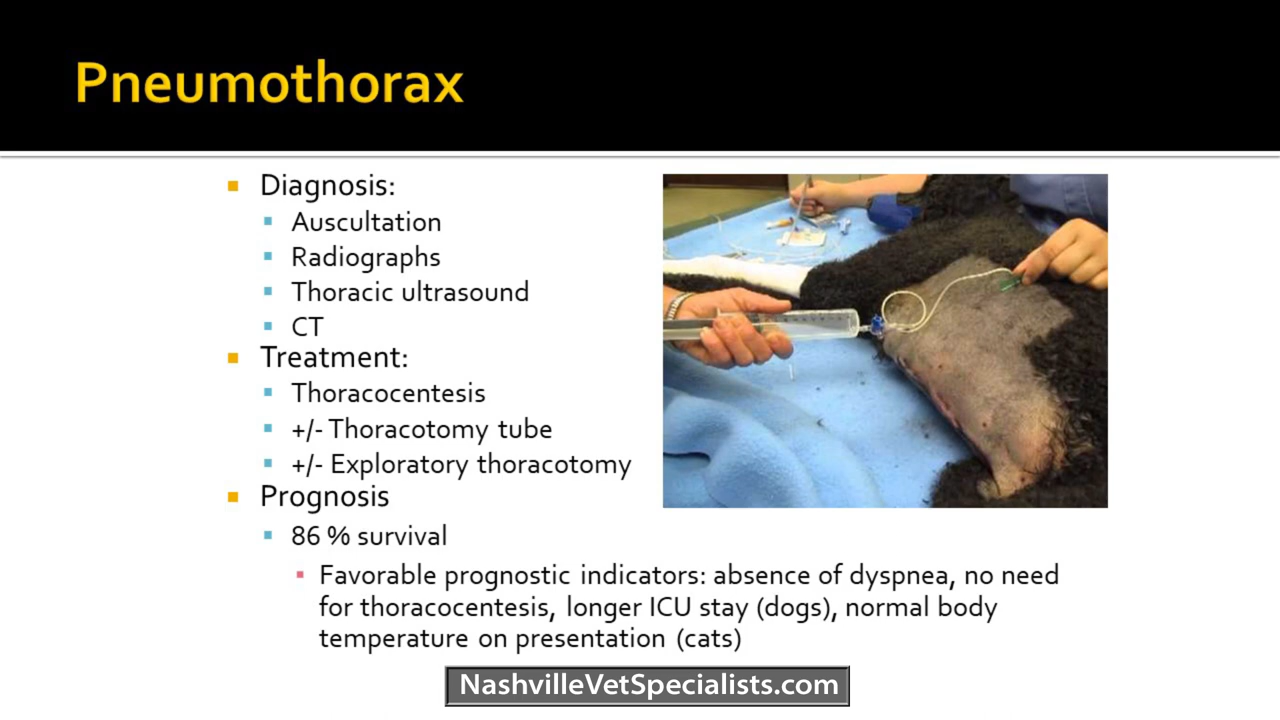 Pneumothorax
Diagnosis:
Auscultation
Radiographs
Thoracic ultrasound
CT
Treatment:
Thoracocentesis
+/- Thoracotomy tube
+/- Exploratory thoracotomy
Prognosis
86 % survival
Favorable prognostic indicators: absence of dyspnea, no need
for thoracocentesis, longer ICU stay (dogs), normal body
temperature on presentation (cats)
NashvilleVetSpecialists.com